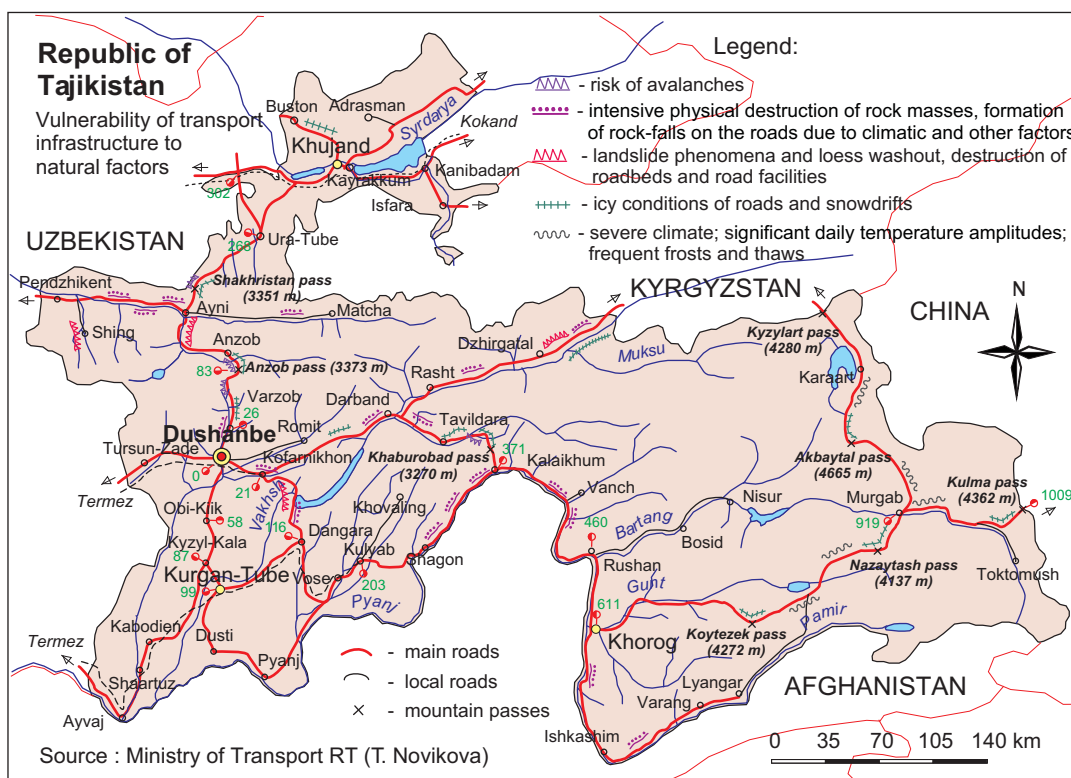 Republic of
Tajikistan
Vulnerability of transport
infrastructure to
natural factors
Legend:
- risk of avalanches
- intensive physical destruction of rock masses, formation
of rock-falls on the roads due to climatic and other factors
- landslide phenomena and loess washout, destruction of
roadbeds and road facilities
- icy conditions of roads and snowdrifts
- severe climate; significant daily temperature amplitudes;
frequent frosts and thaws
Buston
Adrasman
Syrdarya
Kokand
Khujand
Kayrakkum
Kanibadam
302
Isfara
UZBEKISTAN
268
Ura-Tube
Shakhristan pass
(3351 m)
Pendzhikent
Ayni
Matcha
KYRGYZSTAN
CHINA
N
Shing
Anzob
Dzhirgatal
Muksu
Kyzylart pass
(4280 m)
83
Anzob pass (3373 m)
Karaart
Rasht
Varzob
26
Darband
Romit
Tavildara
Dushanbe
Tursun-Zade
Kofarnikhon
Khaburobad pass
(3270 m)
371
Kalaikhum
Akbaytal pass
(4665 m)
Kulma pass
(4362 m)
1009
Termez
0
21
Vakhsh
Khovaling
Vanch
Nisur
Murgab
919
Obi-Kiik
58
116
Dangara
460
Bartang
Bosid
Kyzyl-Kala
87
Kulyab
Shagon
Rushan
Nazaytash pass
(4137 m)
Toktomush
Kurgan-Tube
99
Vose
203
Pyanj
Gunt
611
Pamir
Kabodien
Dusti
Khorog
Koytezek pass
(4272 m)
Termez
Pyanj
Shaartuz
- main roads
- local roads
- mountain passes
Lyangar
Varang
AFGHANISTAN
Ayvaj
Ishkashim
Source : Ministry of Transport RT (T. Novikova)
0 35 70 105 140 km